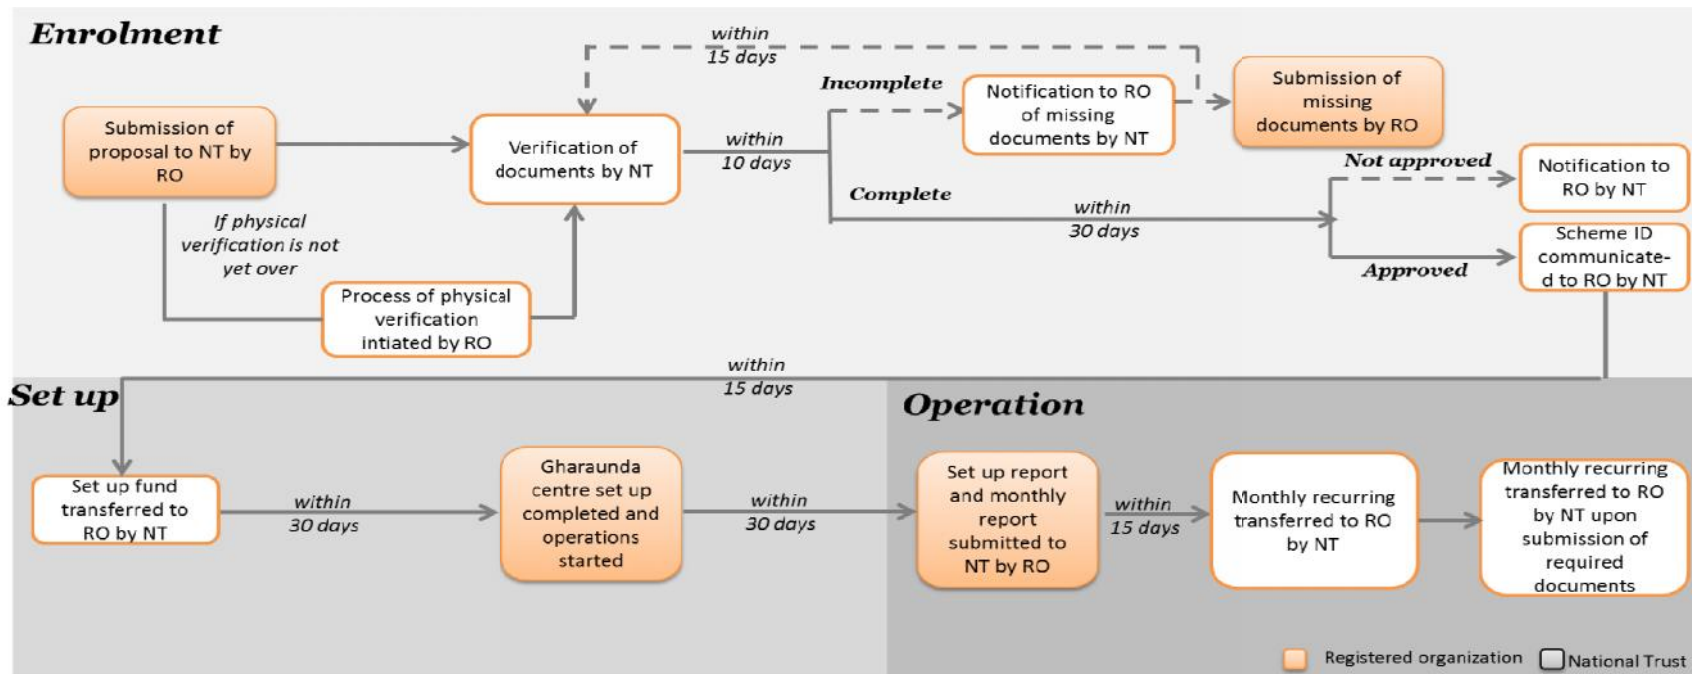 Enrolment
within
15 days
Submission of
proposal to NT by
RO
Verification of
documents by NT
within
10 days
Incomplete
Notification to RO
of missing
documents by NT
Submission of
missing
documents by RO
Complete
within
30 days
Not approved
Notification to
RO by NT
Approved
Scheme ID
communicate-
d to RO by NT
If physical
verification is not
yet over
Process of physical
verification
intiated by RO
within
15 days
Set up
Set up fund
transferred to
RO by NT
within
30 days
Gharaunda
centre set up
completed and
operations
started
within
30 days
Operation
Set up report
and monthly
report
submitted to
NT by RO
within
15 days
Monthly recurring
transferred to RO
by NT
Monthly recurring
transferred to RO
by NT upon
submission of
required
documents
Registered organization
National Trust